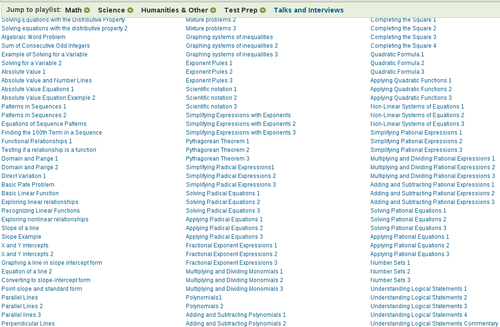 Jump to playlist: Math Science Humanities & Other Test Prep Talks and Interviews
Solving Equations with the Distributive Property
Solving equations with the distributive property 2
Algebraic Word Problem
Sum of Consecutive Odd Integers
Example of Solving for a Variable
Solving for a Variable 2
Absolute Value 1
Absolute Value and Number Lines
Absolute Value Equations 1
Absolute Value Equation Example 2
Patterns in Sequences 1
Patterns in Sequences 2
Equations of Sequence Patterns
Finding the 100th Term in a Sequence
Functional Relationships 1
Testing if a relationship is a function
Domain and Range 1
Domain and Range 2
Direct Variation 1
Basic Rate Problem
Basic Linear Function
Exploring linear relationships
Recognizing Linear Functions
Exploring nonlinear relationships
Slope of a line
Slope Example
X and Y intercepts
X and Y intercepts 2
Graphing a line in slope intercept form
Equation of a line 2
Converting to slope-intercept form
Point slope and standard form
Parallel Lines
Parallel Lines 2
Parallel lines 3
Perpendicular Lines
Mixture problems 2
Mixture problems 3
Graphing systems of inequalities
Graphing systems of inequalities 2
Graphing systems of inequalities 3
Exponent Rules 1
Exponent Rules 2
Exponent Rules 3
Scientific notation 1
Scientific notation 2
Scientific notation 3
Simplifying Expressions with Exponents
Simplifying Expressions with Exponents 2
Simplifying Expressions with Exponents 3
Pythagorean Theorem 1
Pythagorean Theorem 2
Pythagorean Theorem 3
Simplifying Radical Expressions1
Simplifying Radical Expressions 2
Simplifying Radical Expressions 3
Solving Radical Equations 1
Solving Radical Equations 2
Solving Radical Equations 3
Applying Radical Equations 1
Applying Radical Equations 2
Applying Radical Equations 3
Fractional Exponent Expressions 1
Fractional Exponent Expressions 2
Fractional Exponent Expressions 3
Multiplying and Dividing Monomials 1
Multiplying and Dividing Monomials 2
Multiplying and Dividing Monomials 3
Polynomials1
Polynomials 2
Adding and Subtracting Polynomials 1
Adding and Subtracting Polynomials 2
Completing the Square 1
Completing the Square 2
Completing the Square 3
Completing the Square 4
Quadratic Formula 1
Quadratic Formula 2
Quadratic Formula 3
Applying Quadratic Functions 1
Applying Quadratic Functions 2
Applying Quadratic Functions 3
Non-Linear Systems of Equations 1
Non-Linear Systems of Equations 2
Non-Linear Systems of Equations 3
Simplifying Rational Expressions 1
Simplifying Rational Expressions 2
Simplifying Rational Expressions 3
Multiplying and Dividing Rational Expressions 1
Multiplying and Dividing Rational Expressions 2
Multiplying and Dividing Rational Expressions 3
Adding and Subtracting Rational Expressions 1
Adding and Subtracting Rational Expressions 2
Adding and Subtracting Rational Expressions 3
Solving Rational Equations 1
Solving Rational Equations 2
Solving Rational Equations 3
Applying Rational Equations 1
Applying Rational Equations 2
Applying Rational Equations 3
Number Sets 1
Number Sets 2
Number Sets 3
Understanding Logical Statements 1
Understanding Logical Statements 2
Understanding Logical Statements 3
Understanding Logical Statements 4
Understanding Logical Statements Commentary